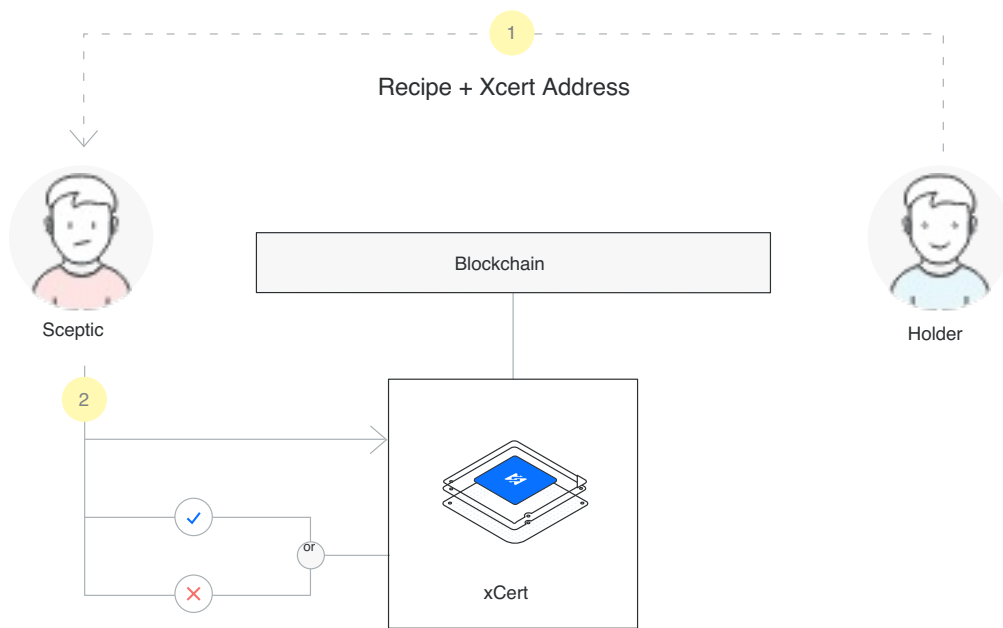 1
Recipe + Xcert Address
Blockchain
Sceptic
Holder
2
or
xCert